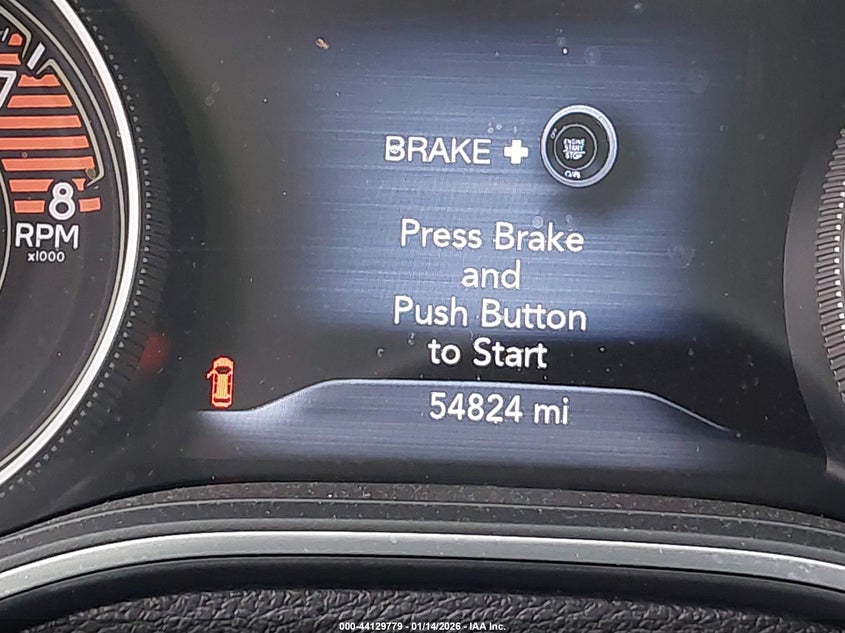 7
8
RPM
x1000
BRAKE +
ENGINE
START
STOP
Press Brake
and
Push Button
to Start
54824 mi
000-44129779 - 01/14/2026 - IAA Inc.